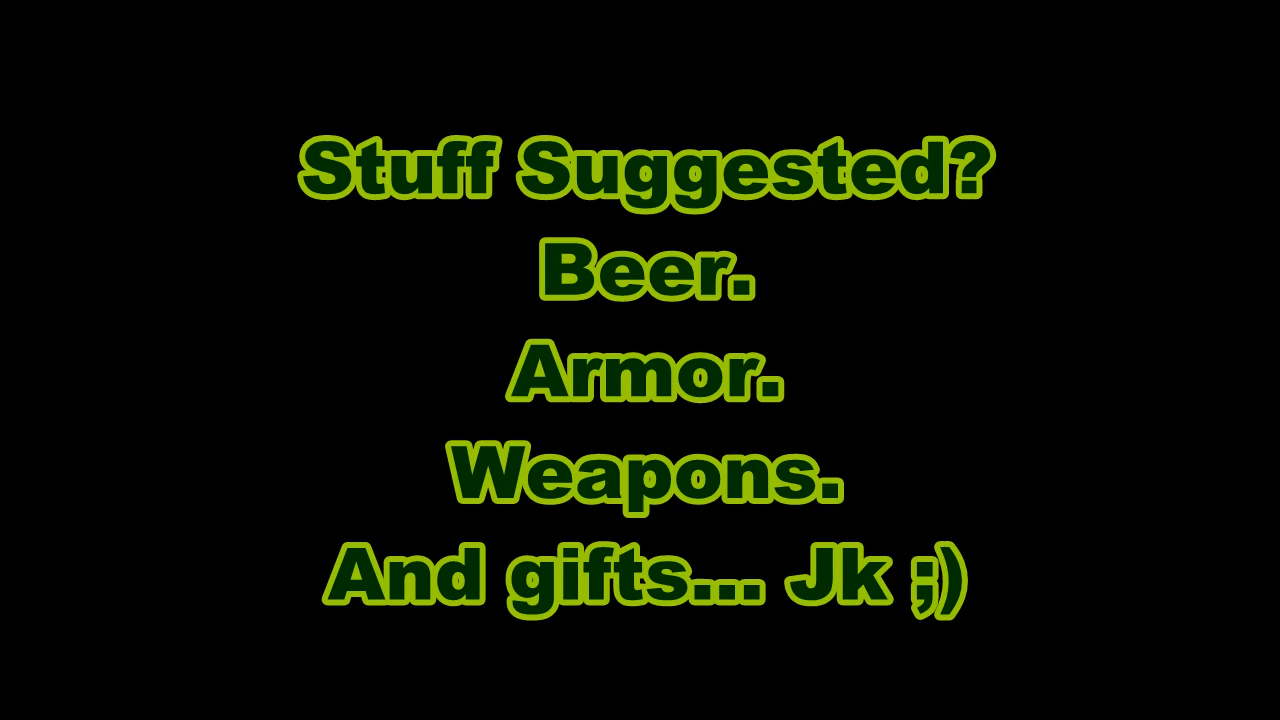 Stuff Suggested?
Beer.
Armor.
Weapons.
And gifts... Jk ;)